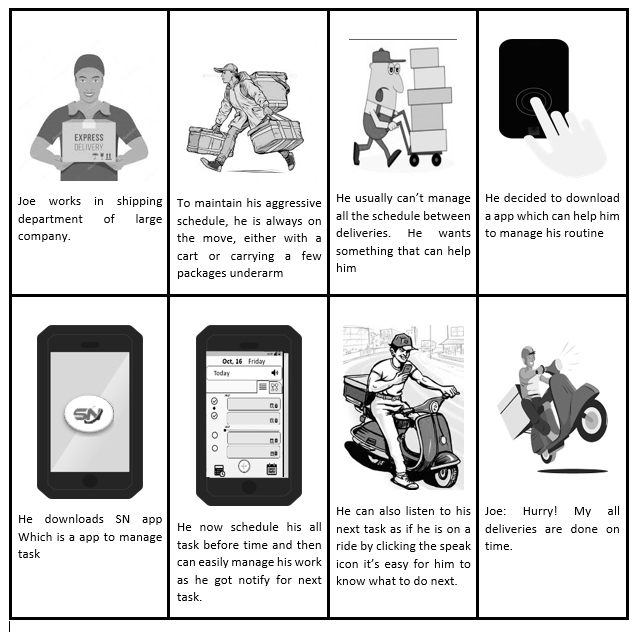 EXPRESS
DELIVERY
Joe works in shipping
department of large
company.
To maintain his aggressive
schedule, he is always on
the move, either with a
cart or carrying a few
packages underarm
He usually can't manage
all the schedule between
deliveries. He wants
something that can help
him
He decided to download
a app which can help him
to manage his routine
SN
He downloads SN app
Which is a app to manage
task
Oct, 16 Friday
Today
He now schedule his all
task before time and then
can easily manage his work
as he got notify for next
task.
He can also listen to his
next task as if he is on a
ride by clicking the speak
icon it's easy for him to
know what to do next.
Joe: Hurry! My all
deliveries are done on
time.